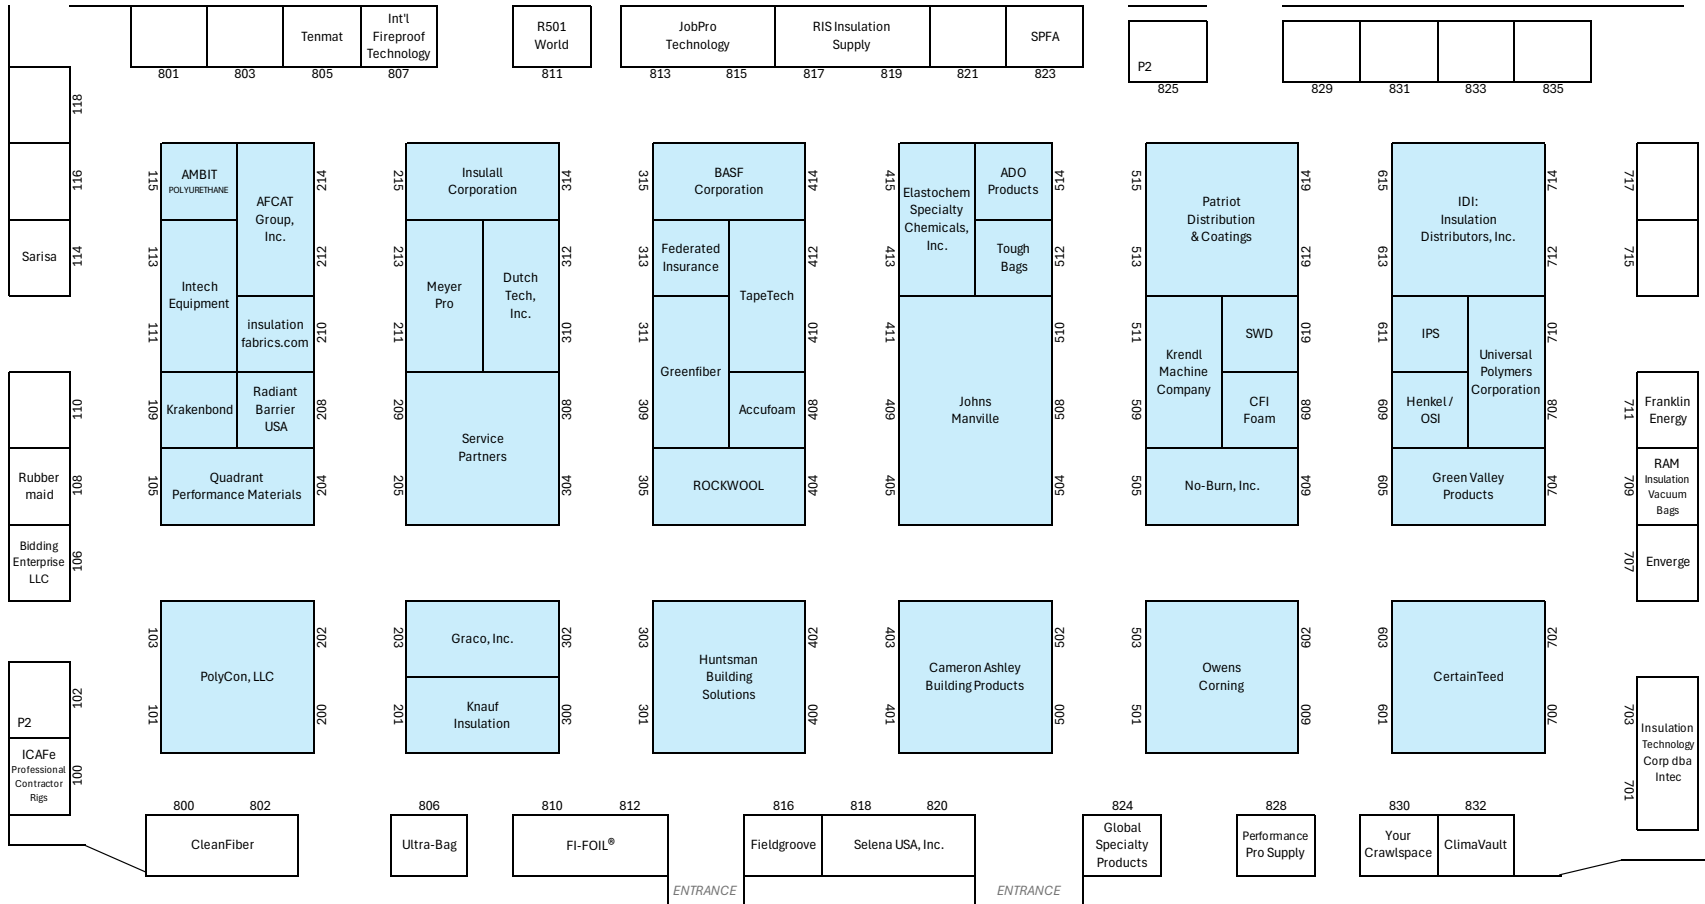 Tenmat
Int'l
Fireproof
Technology
R501
World
JobPro
Technology
RIS Insulation
Supply
SPFA
P2
801
803
805
807
811
813
815
817
819
821
823
825
829
831
833
835
118
116
Sarisa
114
110
Rubber
maid
108
Bidding
Enterprise
LLC
106
P2
102
ICAFe
Professional
Contractor
Rigs
100
115
AMBIT
POLYURETHANE
AFCAT
Group,
Inc.
214
113
212
Intech
Equipment
111
insulation
fabrics.com
210
109
Krakenbond
Radiant
Barrier
USA
208
105
Quadrant
Performance Materials
204
103
202
PolyCon, LLC
101
200
215
Insulall
Corporation
314
213
Meyer
Pro
Dutch
Tech,
Inc.
312
211
310
209
308
Service
Partners
205
304
203
Graco, Inc.
302
201
Knauf
Insulation
300
315
BASF
Corporation
414
313
Federated
Insurance
412
TapeTech
311
410
Greenfiber
309
Accufoam
408
305
ROCKWOOL
404
303
402
Huntsman
Building
Solutions
301
400
415
Elastochem
Specialty
Chemicals,
Inc.
ADO
Products
514
413
Tough
Bags
512
411
510
409
Johns
Manville
508
405
504
403
502
Cameron Ashley
Building Products
401
500
515
614
Patriot
Distribution
& Coatings
513
612
511
SWD
610
Krendl
Machine
Company
509
CFI
Foam
608
505
No-Burn, Inc.
604
503
602
Owens
Corning
501
600
615
714
IDI:
Insulation
Distributors, Inc.
613
712
611
IPS
710
Universal
Polymers
Corporation
609
Henkel /
OSI
708
605
Green Valley
Products
704
603
702
CertainTeed
601
700
717
715
711
Franklin
Energy
709
RAM
Insulation
Vacuum
Bags
707
Enverge
703
Insulation
Technology
Corp dba
Intec
701
800
802
806
810
812
816
818
820
824
828
830
832
CleanFiber
Ultra-Bag
FI-FOIL®
Fieldgroove
Selena USA, Inc.
Global
Specialty
Products
Performance
Pro Supply
Your
Crawlspace
ClimaVault
ENTRANCE
ENTRANCE